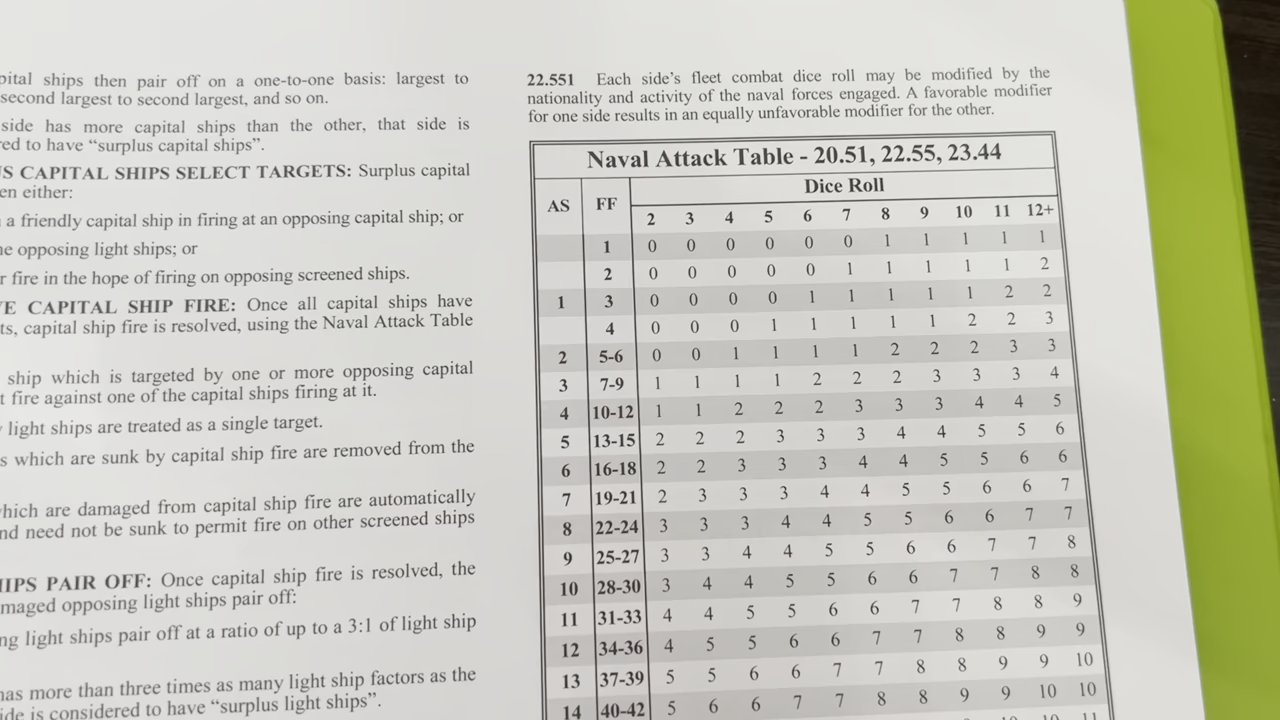 pital ships then pair off on a one-to-one basis: largest to
second largest to second largest, and so on.
side has more capital ships than the other, that side is
red to have “surplus capital ships”.
S CAPITAL SHIPS SELECT TARGETS: Surplus capital
en either:
a friendly capital ship in firing at an opposing capital ship; or
e opposing light ships; or
r fire in the hope of firing on opposing screened ships.
E CAPITAL SHIP FIRE: Once all capital ships have
ts, capital ship fire is resolved, using the Naval Attack Table
ship which is targeted by one or more opposing capital
t fire against one of the capital ships firing at it.
light ships are treated as a single target.
s which are sunk by capital ship fire are removed from the
hich are damaged from capital ship fire are automatically
nd need not be sunk to permit fire on other screened ships
IPS PAIR OFF: Once capital ship fire is resolved, the
maged opposing light ships pair off:
ng light ships pair off at a ratio of up to a 3:1 of light ship
has more than three times as many light ship factors as the
ide is considered to have “surplus light ships”.
22.551 Each side’s fleet combat dice roll may be modified by the
nationality and activity of the naval forces engaged. A favorable modifier
for one side results in an equally unfavorable modifier for the other.
Naval Attack Table - 20.51, 22.55, 23.44
AS FF Dice Roll
2 3 4 5 6 7 8 9 10 11 12+
1 0 0 0 0 0 0 1 1 1 1 1
2 0 0 0 0 0 1 1 1 1 1 2
1 3 0 0 0 0 1 1 1 1 1 2 2
4 0 0 0 1 1 1 1 1 2 2 3
2 5-6 0 0 1 1 1 1 2 2 2 3 3
3 7-9 1 1 1 1 2 2 2 3 3 3 4
4 10-12 1 1 2 2 2 3 3 3 4 4 5
5 13-15 2 2 2 3 3 3 4 4 5 5 6
6 16-18 2 2 3 3 3 4 4 5 5 6 6
7 19-21 2 3 3 3 4 4 5 5 6 6 7
8 22-24 3 3 3 4 4 5 5 6 6 7 7
9 25-27 3 3 4 4 5 5 6 6 7 7 8
10 28-30 3 4 4 5 5 6 6 7 7 8 8
11 31-33 4 4 5 5 6 6 7 7 8 8 9
12 34-36 4 5 5 6 6 7 7 8 8 9 9
13 37-39 5 5 6 6 7 7 8 8 9 9 10
14 40-42 5 6 6 7 7 8 8 9 9 10 10